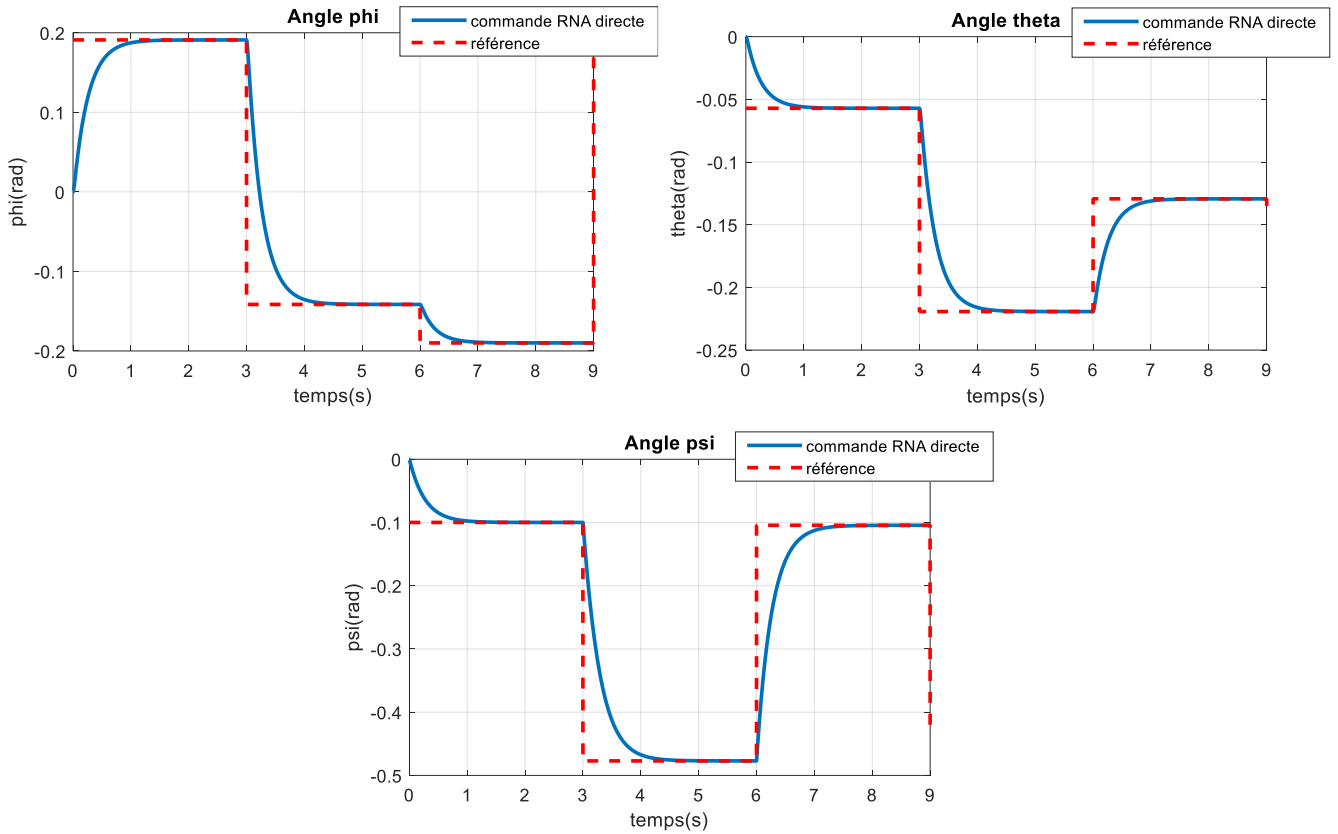 Angle phi
commande RNA directe
référence
0.2
0.1
0
-0.1
-0.2
phi(rad)
0 1 2 3 4 5 6 7 8 9
temps(s)
Angle theta
commande RNA directe
référence
0
-0.05
-0.1
-0.15
-0.2
-0.25
theta(rad)
0 1 2 3 4 5 6 7 8 9
temps(s)
Angle psi
commande RNA directe
référence
0
-0.1
-0.2
-0.3
-0.4
-0.5
psi(rad)
0 1 2 3 4 5 6 7 8 9
temps(s)